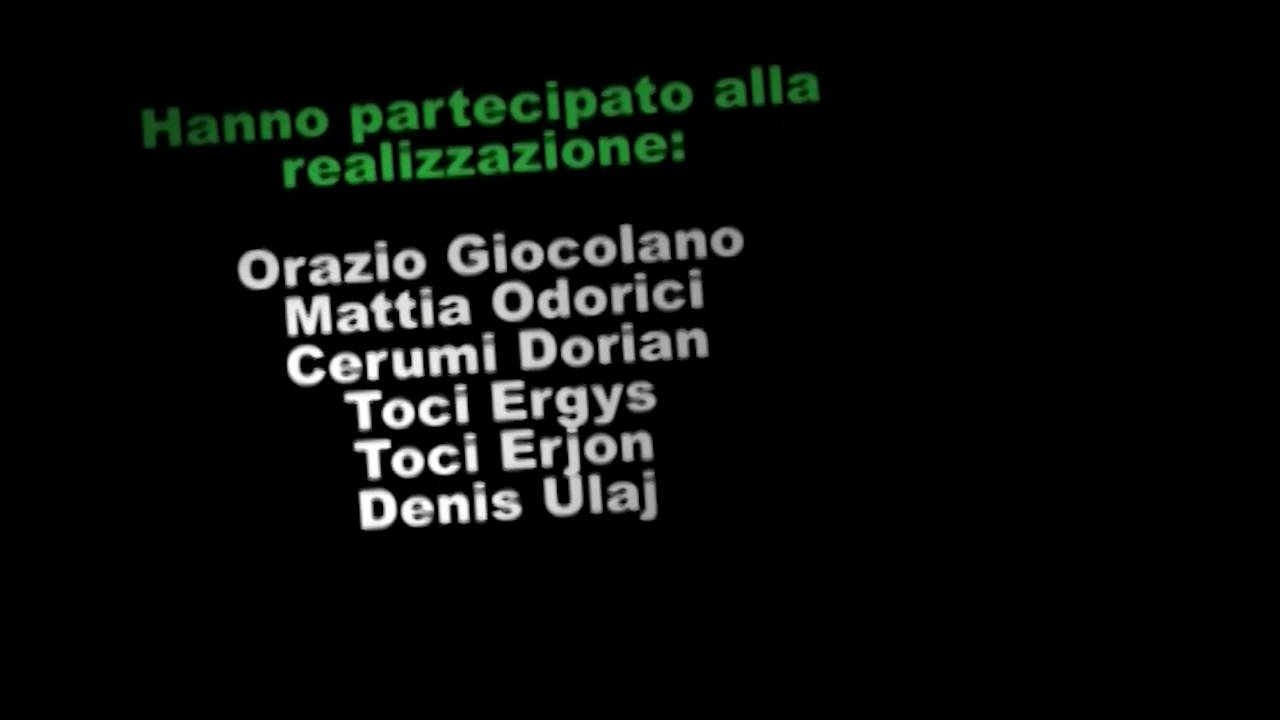 Hanno partecipato alla
realizzazione:
Orazio Giocolano
Mattia Odorici
Cerumi Dorian
Toci Ergys
Toci Erjon
Denis Ulaj